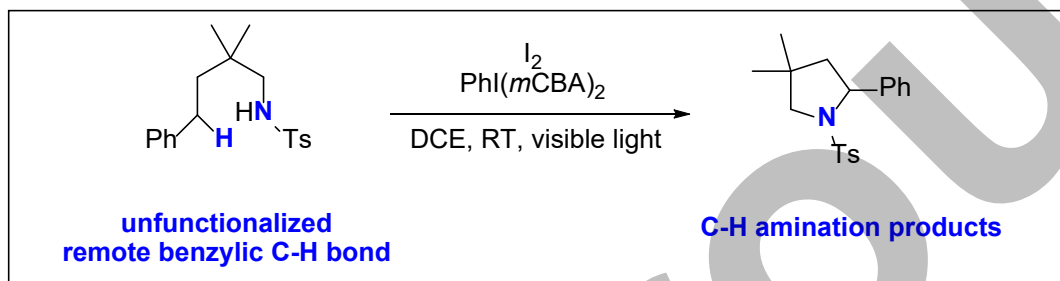 I2
PhI(mCBA)2
DCE, RT, visible light
HN
Ph
H
Ts
Ph
N
Ts
unfunctionalized
remote benzylic C-H bond
C-H amination products